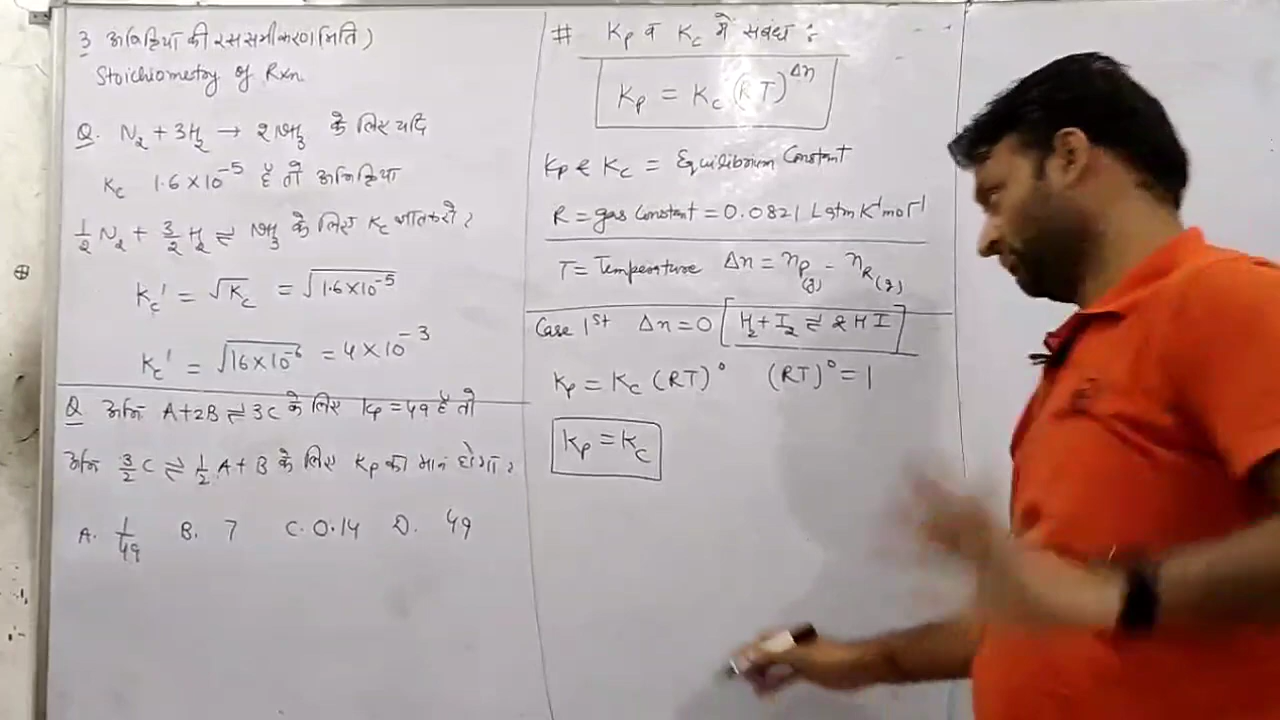 3 अभिक्रिया की रससमीकरणमिति)
Stoichiometry of Rxn.
Q. N₂ + 3H₂ → 2NH₃ के लिए यदि
Kc 1.6×10⁻⁵ है तो अभिक्रिया
1/2 N₂ + 3/2 H₂ ⇌ NH₃ के लिए Kc ज्ञात करो?
Kc' = √Kc = √1.6×10⁻⁵
Kc' = √16×10⁻⁶ = 4×10⁻³
Q अभि A+2B ⇌ 3C के लिए Kp = 49 है तो
अभि 3/2 C ⇌ 1/2 A + B के लिए Kp का मान होगा?
A. 1/49 B. 7 C. 0.14 D. 49
# Kp व Kc में संबंध :
Kp = Kc (RT)^Δn
Kp & Kc = Equilibrium Constant
R = gas Constant = 0.0821 L atm K⁻¹ mol⁻¹
T = Temperature Δn = nP(g) - nR(g)
Case 1st Δn = 0 H₂ + I₂ ⇌ 2HI
Kp = Kc (RT)⁰ (RT)⁰ = 1
Kp = Kc